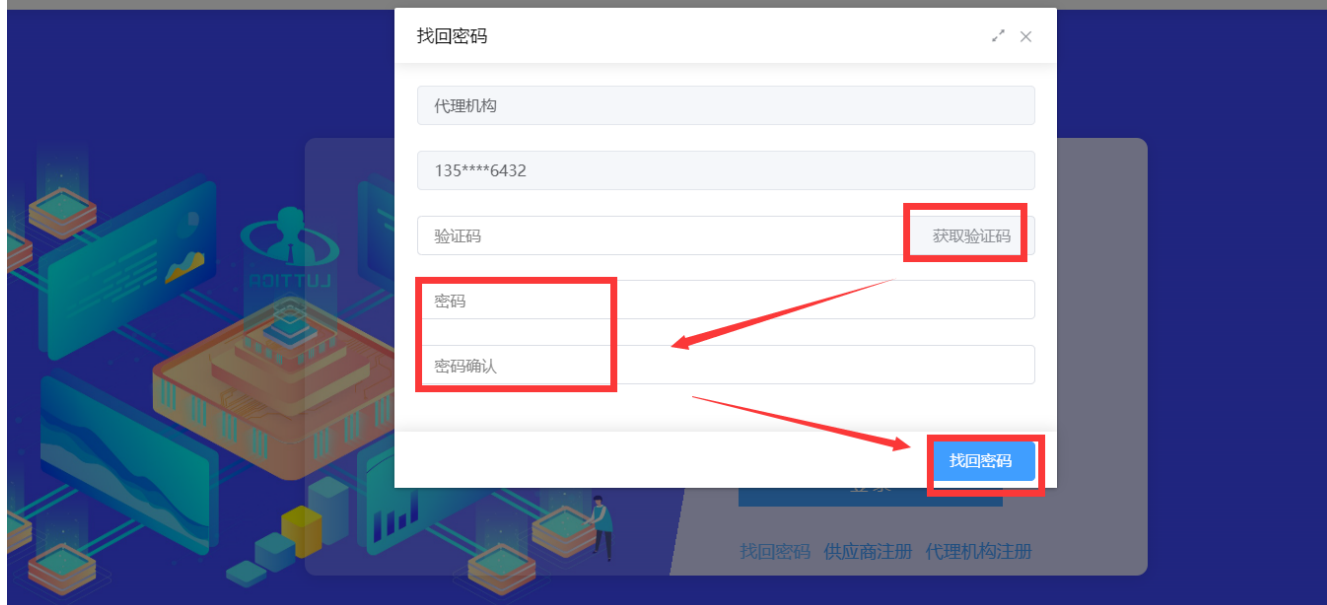 找回密码
代理机构
135****6432
验证码 获取验证码
密码
密码确认
找回密码
登录
找回密码 供应商注册 代理机构注册
LUTTICA